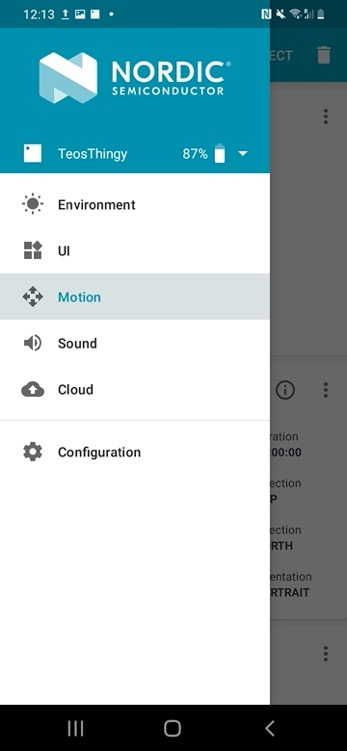 12:13
ECT
NORDIC®
SEMICONDUCTOR
TeosThingy 87%
Environment
UI
Motion
Sound
Cloud
Configuration
ration
:00:00
ection
P
ection
RTH
entation
RTRAIT